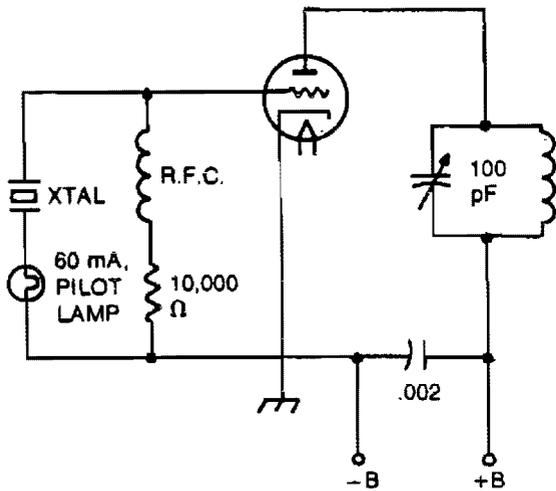 XTAL
R.F.C.
60 mA,
PILOT
LAMP
10,000
Ω
100
pF
.002
−B
+B